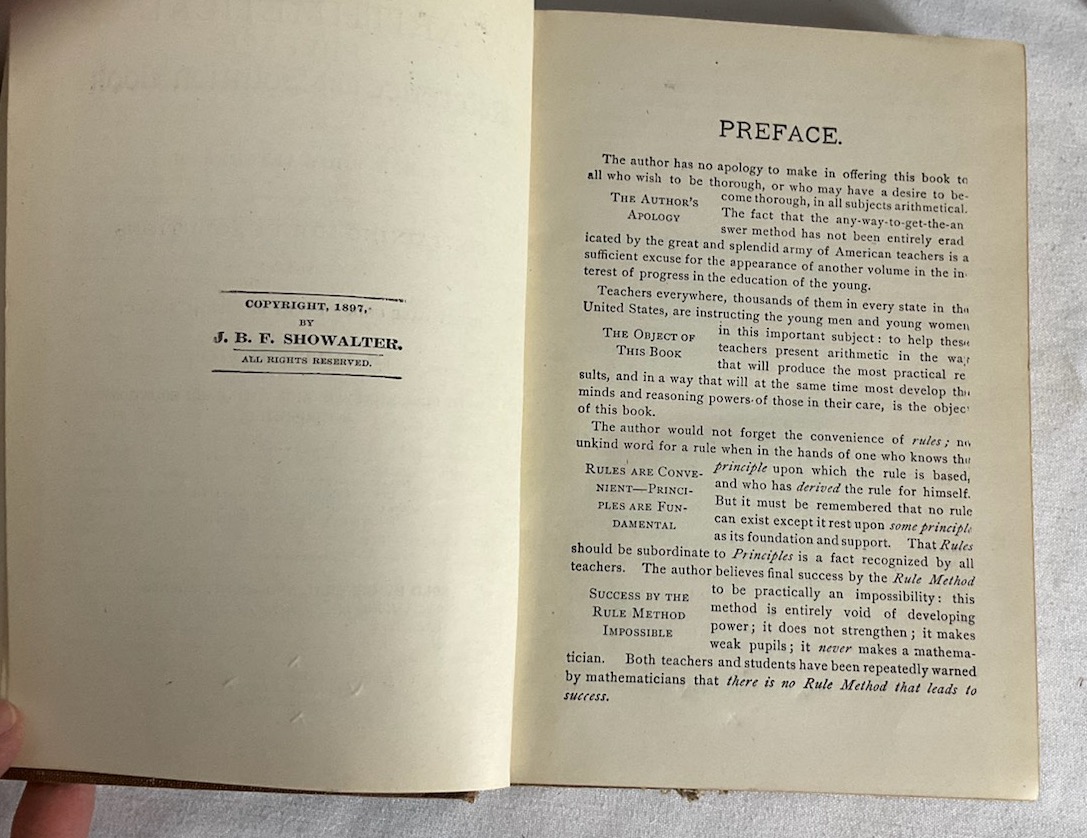 COPYRIGHT, 1897,
BY
J. B. F. SHOWALTER.
ALL RIGHTS RESERVED.
PREFACE.
The author has no apology to make in offering this book to
all who wish to be thorough, or who may have a desire to be-
THE AUTHOR'S
APOLOGY
come thorough, in all subjects arithmetical.
The fact that the any-way-to-get-the-an
swer method has not been entirely erad
icated by the great and splendid army of American teachers is a
sufficient excuse for the appearance of another volume in the in-
terest of progress in the education of the young.
Teachers everywhere, thousands of them in every state in the
United States, are instructing the young men and young women
THE OBJECT OF
THIS BOOK
in this important subject: to help these
teachers present arithmetic in the way
that will produce the most practical re
sults, and in a way that will at the same time most develop the
minds and reasoning powers of those in their care, is the objec
of this book.
The author would not forget the convenience of rules; no
unkind word for a rule when in the hands of one who knows the
RULES ARE CONVE-
NIENT—PRINCI-
PLES ARE FUN-
DAMENTAL
principle upon which the rule is based,
and who has derived the rule for himself.
But it must be remembered that no rule
can exist except it rest upon some principle
as its foundation and support. That Rules
should be subordinate to Principles is a fact recognized by all
teachers. The author believes final success by the Rule Method
SUCCESS BY THE
RULE METHOD
IMPOSSIBLE
to be practically an impossibility: this
method is entirely void of developing
power; it does not strengthen; it makes
weak pupils; it never makes a mathema-
tician. Both teachers and students have been repeatedly warned
by mathematicians that there is no Rule Method that leads to
success.